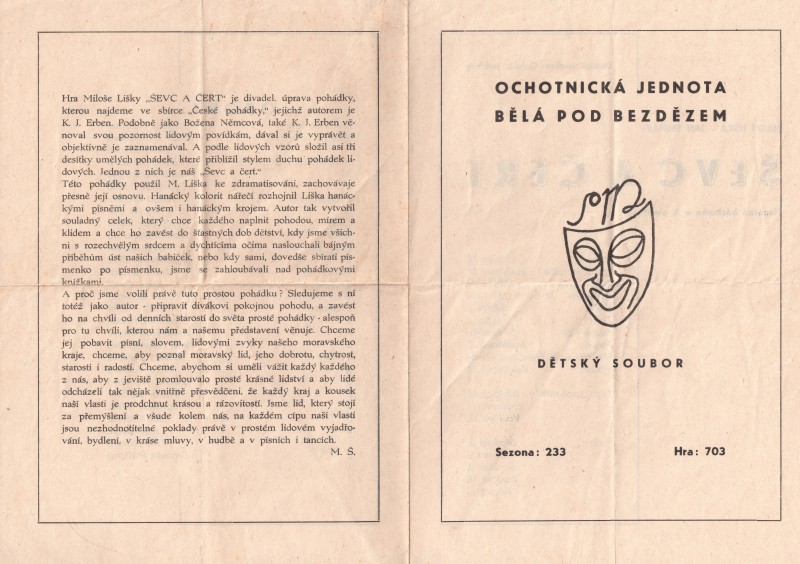 Hra Miloše Lišky „ŠEVC A ČERT" je divadel. úprava pohádky,
kterou najdeme ve sbírce „České pohádky," jejichž autorem je
K. J. Erben. Podobně jako Božena Němcová, také K. J. Erben vě-
noval svou pozornost lidovým povídkám, dával si je vyprávět a
objektivně je zaznamenával. A podle lidových vzorů složil asi tři
desítky umělých pohádek, které přiblížil stylem duchu pohádek li-
dových. Jednou z nich je náš „Ševc a čert."
Této pohádky použil M. Liška ke zdramatisování, zachovávaje
přesně její osnovu. Hanácký kolorit nářečí rozhojnil Liška hanác-
kými písněmi a ovšem i hanáckým krojem. Autor tak vytvořil
souladný celek, který chce každého naplnit pohodou, mírem a
klidem a chce ho zavést do šťastných dob dětství, kdy jsme všich-
ni s rozechvělým srdcem a dychtícíma očima naslouchali bájným
příběhům úst našich babiček, nebo kdy sami, dovedše sbírati pís-
menko po písmenku, jsme se zahloubávali nad pohádkovými
knížkami.
A proč jsme volili právě tuto prostou pohádku? Sledujeme s ní
totéž jako autor - připravit divákovi pokojnou pohodu, a zavést
ho na chvíli od denních starostí do světa prosté pohádky - alespoň
pro tu chvíli, kterou nám a našemu představení věnuje. Chceme
jej pobavit písní, slovem, lidovými zvyky našeho moravského
kraje, chceme, aby poznal moravský lid, jeho dobrotu, chytrost,
starosti i radosti. Chceme, abychom si uměli vážit každý každého
z nás, aby z jeviště promlouvalo prosté krásné lidství a aby lidé
odcházeli tak nějak vnitřně přesvědčeni, že každý kraj a kousek
naší vlasti je prodchnut krásou a rázovitostí. Jsme lid, který stojí
za přemýšlení a všude kolem nás, na každém cípu naší vlasti
jsou nezhodnotitelné poklady právě v prostém lidovém vyjadřo-
vání, bydlení, v kráse mluvy, v hudbě a v písních i tancích.
M. Š.
OCHOTNICKÁ JEDNOTA
BĚLÁ POD BEZDĚZEM
DĚTSKÝ SOUBOR
Sezona: 233 Hra: 703